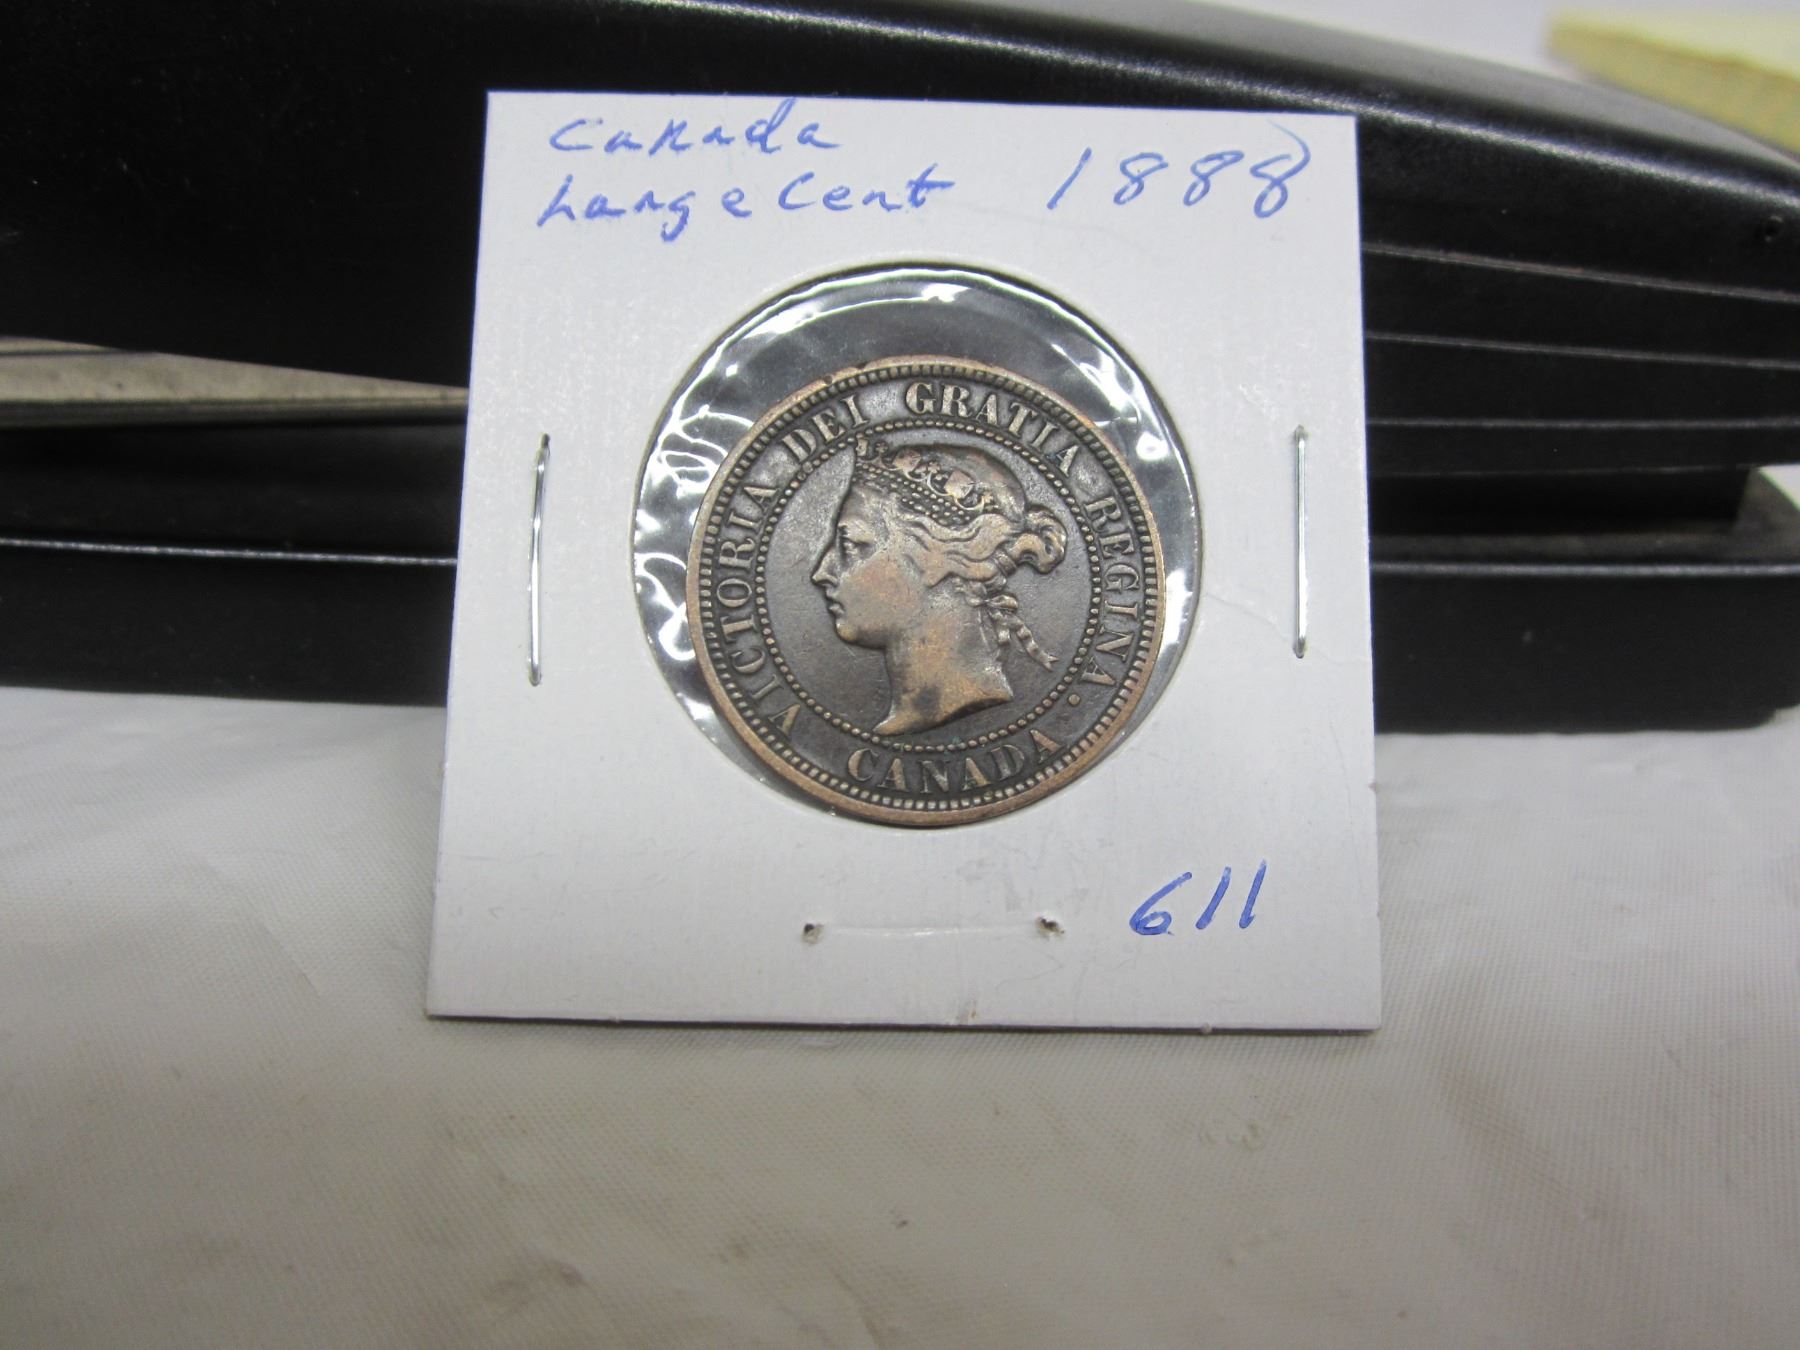 Canada
Large Cent 1888
VICTORIA DEI GRATIA REGINA.
CANADA
611